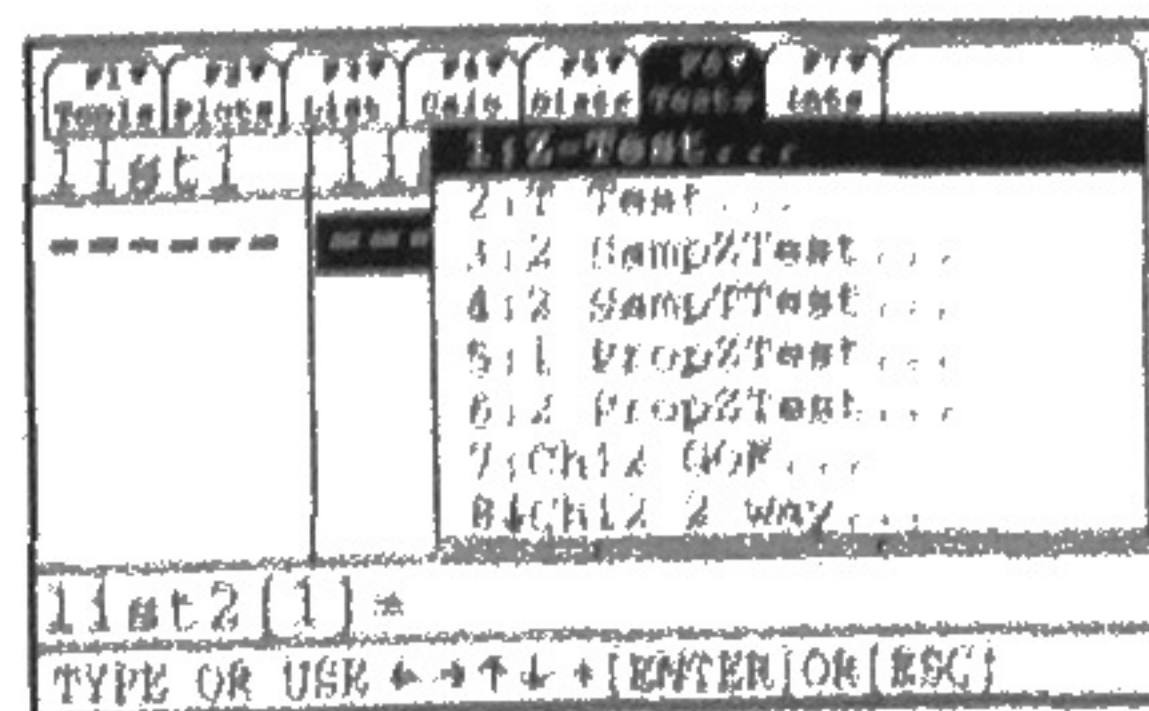 F1▼ F2▼ F3▼ F4▼ F5▼ F6▼ F7▼
Tools Plots List Calc Distr Tests Ints
list1
1:Z-Test...
2:T Test...
3:2 SampZTest...
4:2 SampTTest...
5:1 PropZTest...
6:2 PropZTest...
7:Chi2 GOF...
8↓Chi2 2 way...
------ ---
list2[1]=
TYPE OR USE ←→↑↓ + [ENTER] OR [ESC]